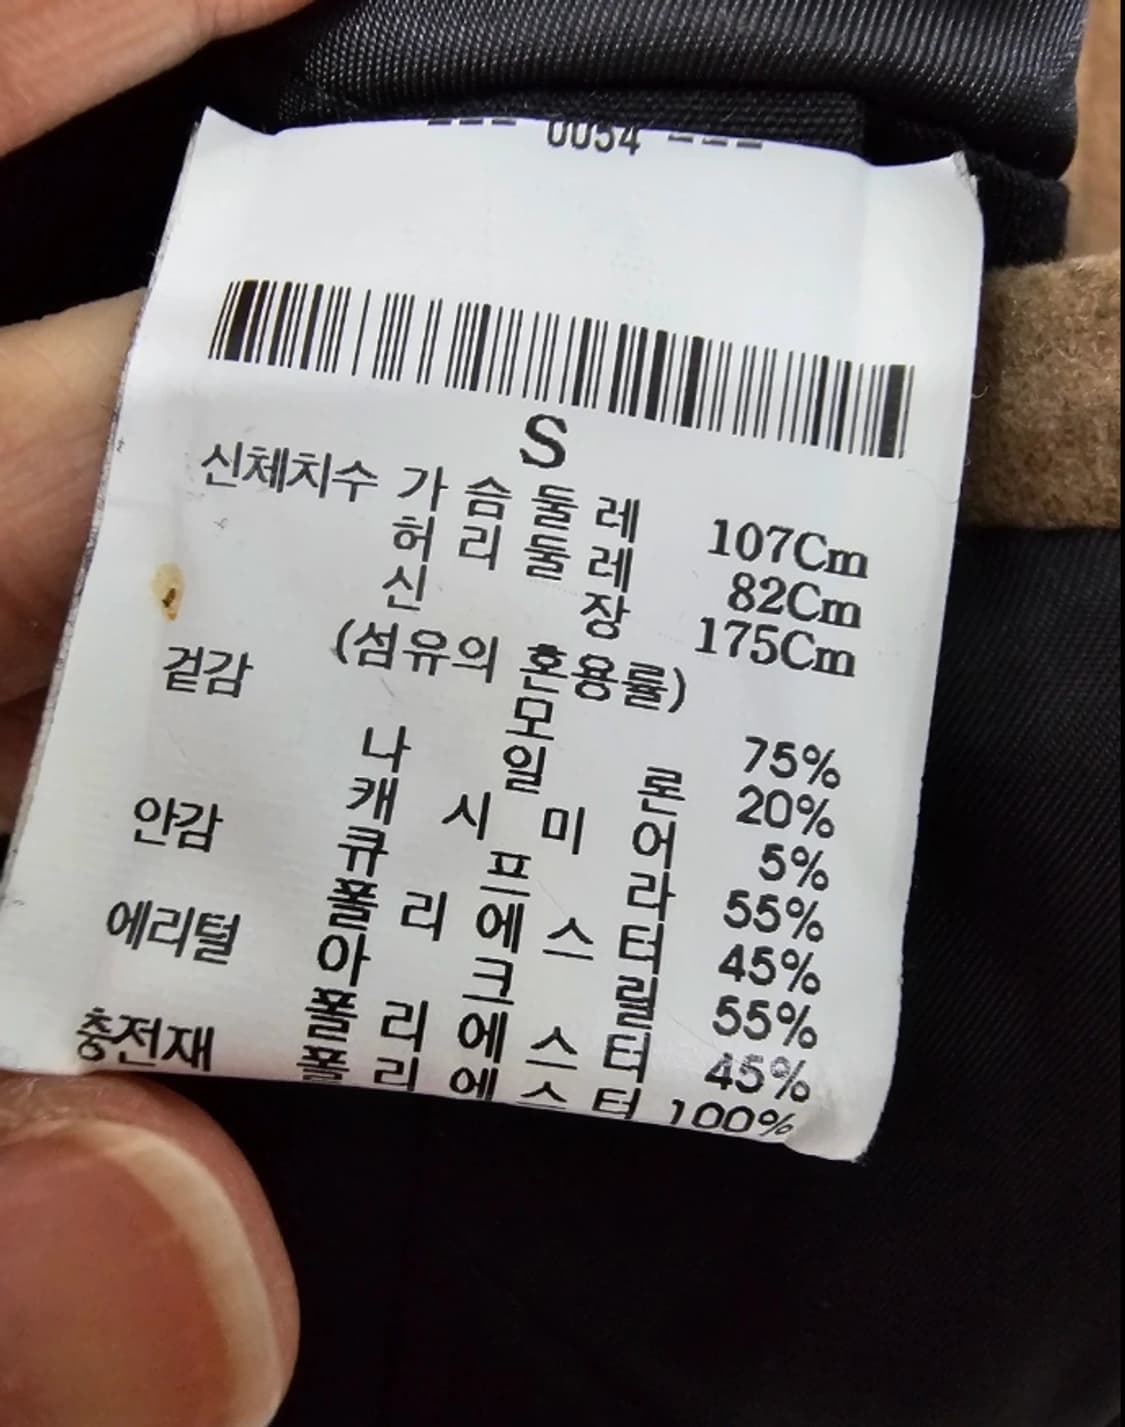 --- 0054 ---
S
신체치수 가슴둘레 107Cm
허리둘레 82Cm
신장 175Cm
(섬유의 혼용률)
겉감 모 75%
나일론 20%
캐시미어 5%
안감 큐프라 55%
폴리에스터 45%
에리털 아크릴 55%
폴리에스터 45%
충전재 폴리에스터 100%